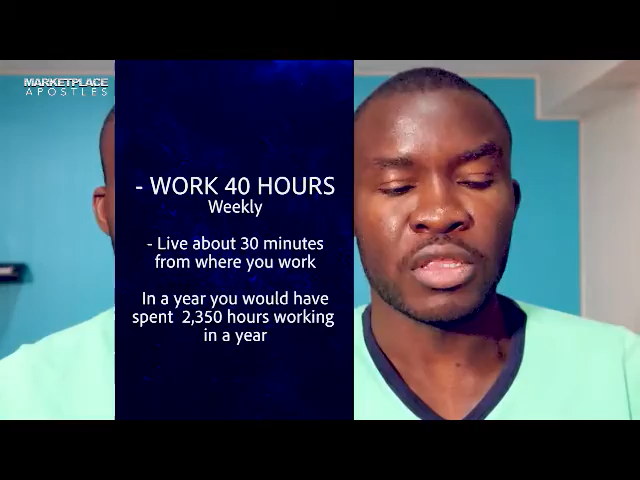 MARKETPLACE
APOSTLES
- WORK 40 HOURS
Weekly
- Live about 30 minutes
from where you work
In a year you would have
spent 2,350 hours working
in a year